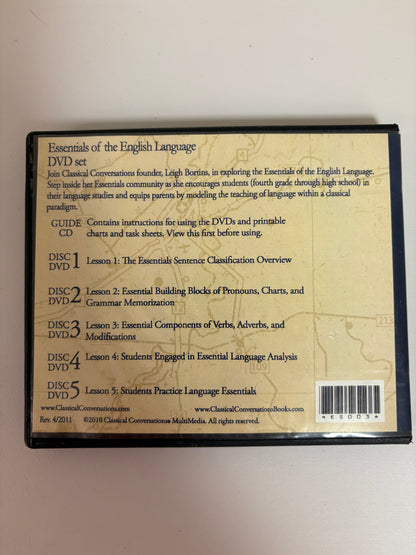 Essentials of the English Language
DVD set
Join Classical Conversations founder, Leigh Bortins, in exploring the Essentials of the English Language.
Step inside her Essentials community as she encourages students (fourth grade through high school) in
their language studies and equips parents by modeling the teaching of language within a classical
paradigm.
GUIDE CD Contains instructions for using the DVDs and printable
charts and task sheets. View this first before using.
DISC DVD 1 Lesson 1: The Essentials Sentence Classification Overview
DISC DVD 2 Lesson 2: Essential Building Blocks of Pronouns, Charts, and
Grammar Memorization
DISC DVD 3 Lesson 3: Essential Components of Verbs, Adverbs, and
Modifications
DISC DVD 4 Lesson 4: Students Engaged in Essential Language Analysis
DISC DVD 5 Lesson 5: Students Practice Language Essentials
www.ClassicalConversations.com www.ClassicalConversationsBooks.com
Rev. 4/2011 ©2010 Classical Conversations® MultiMedia. All rights reserved.
*ES003*
213
109